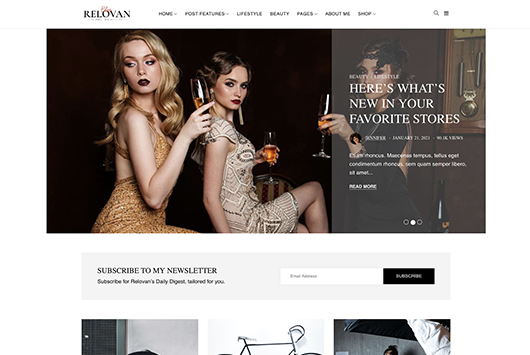 RELOVAN
HOME
POST FEATURES
LIFESTYLE
BEAUTY
PAGES
ABOUT ME
SHOP
BEAUTY / LIFESTYLE
HERE'S WHAT'S
NEW IN YOUR
FAVORITE STORES
JENNIFER - JANUARY 21, 2021 - 90.1K VIEWS
Etiam rhoncus. Maecenas tempus, tellus eget
condimentum rhoncus, sem quam semper libero,
sit amet...
READ MORE
SUBSCRIBE TO MY NEWSLETTER
Subscribe for Relovan's Daily Digest, tailored for you.
Email Address
SUBSCRIBE